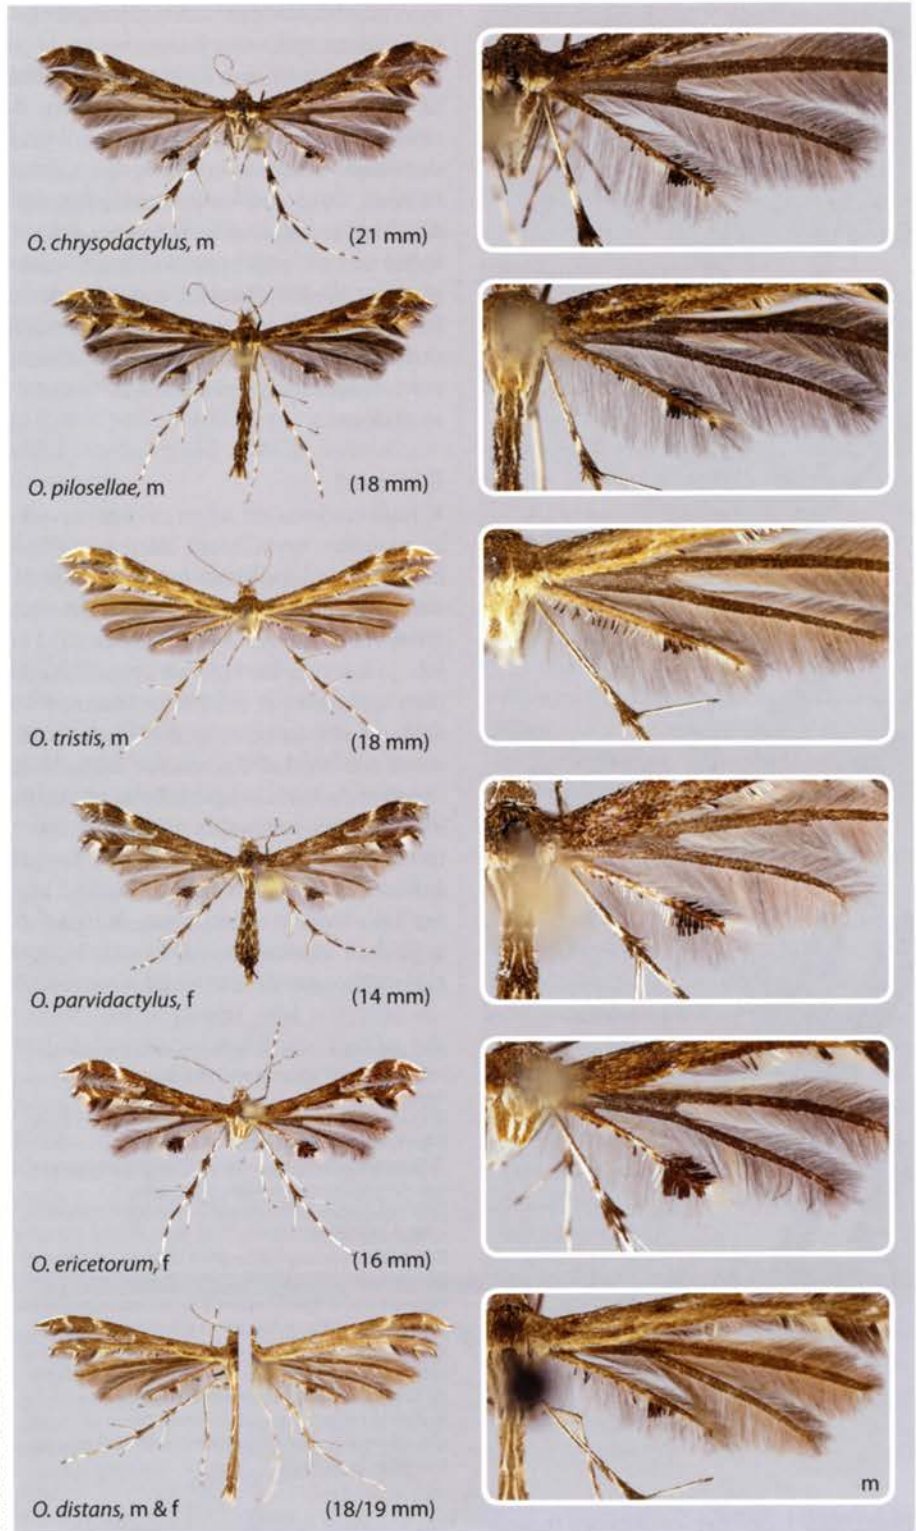 O. chrysodactylus, m (21 mm)
O. pilosellae, m (18 mm)
O. tristis, m (18 mm)
O. parvidactylus, f (14 mm)
O. ericetorum, f (16 mm)
m
O. distans, m & f (18/19 mm)